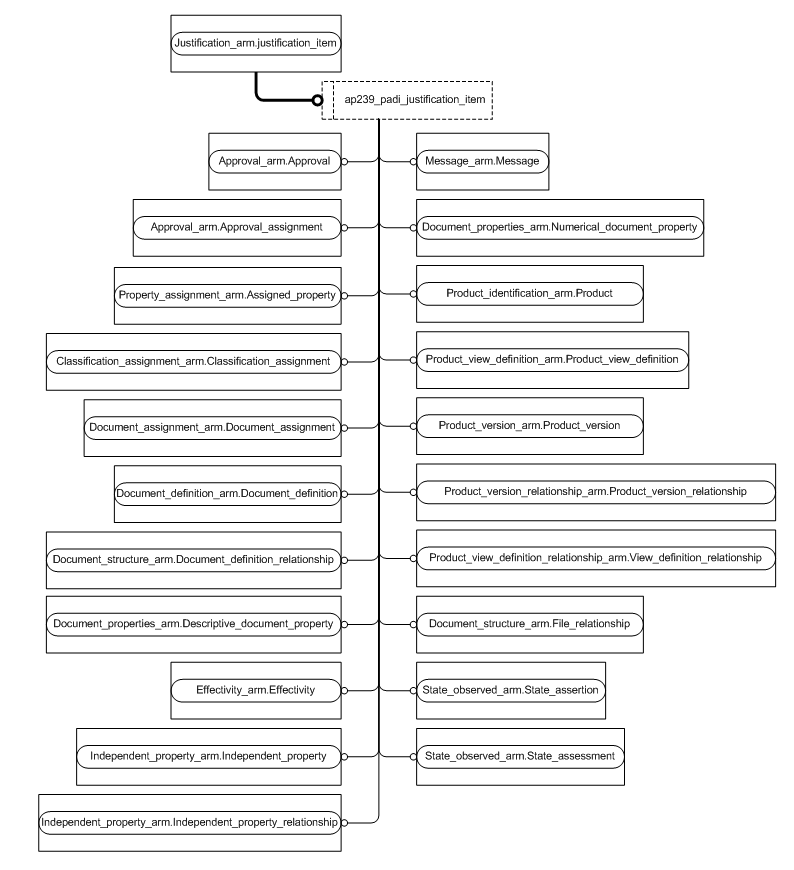 Justification_arm.justification_item
ap239_padi_justification_item
Approval_arm.Approval
Message_arm.Message
Approval_arm.Approval_assignment
Document_properties_arm.Numerical_document_property
Property_assignment_arm.Assigned_property
Product_identification_arm.Product
Classification_assignment_arm.Classification_assignment
Product_view_definition_arm.Product_view_definition
Document_assignment_arm.Document_assignment
Product_version_arm.Product_version
Document_definition_arm.Document_definition
Product_version_relationship_arm.Product_version_relationship
Document_structure_arm.Document_definition_relationship
Product_view_definition_relationship_arm.View_definition_relationship
Document_properties_arm.Descriptive_document_property
Document_structure_arm.File_relationship
Effectivity_arm.Effectivity
State_observed_arm.State_assertion
Independent_property_arm.Independent_property
State_observed_arm.State_assessment
Independent_property_arm.Independent_property_relationship